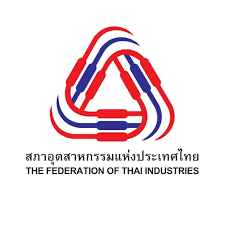 สภาอุตสาหกรรมแห่งประเทศไทย
THE FEDERATION OF THAI INDUSTRIES